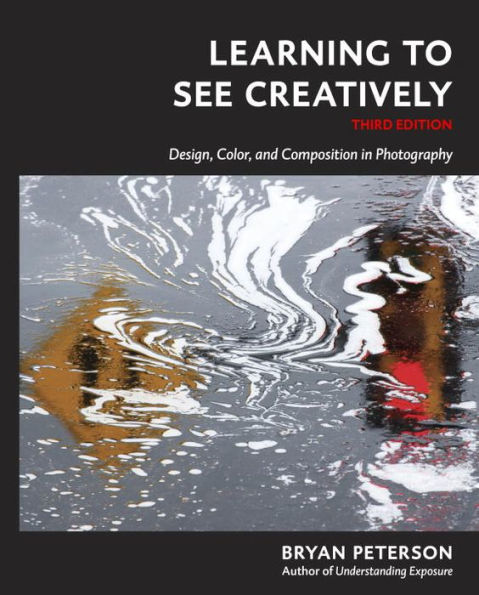 LEARNING TO
SEE CREATIVELY
THIRD EDITION
Design, Color, and Composition in Photography
BRYAN PETERSON
Author of Understanding Exposure